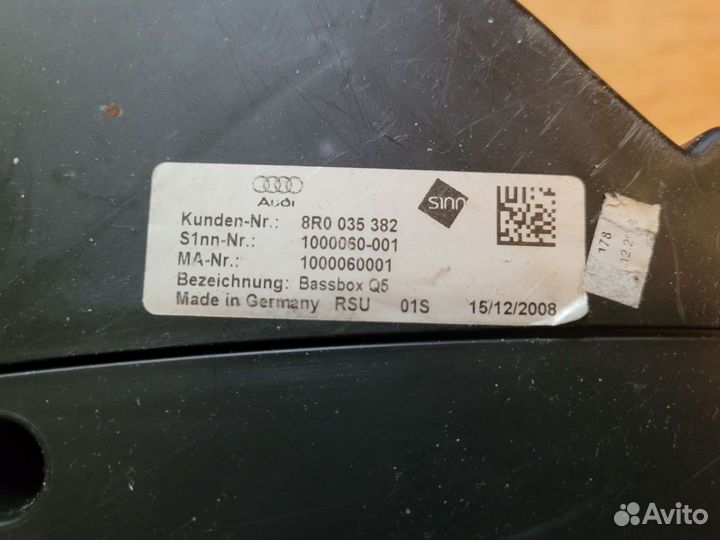 Audi
S1nn
Kunden-Nr.: 8R0 035 382
S1nn-Nr.: 1000060-001
MA-Nr.: 1000060001
Bezeichnung: Bassbox Q5
Made in Germany RSU 01S 15/12/2008
178
Avito